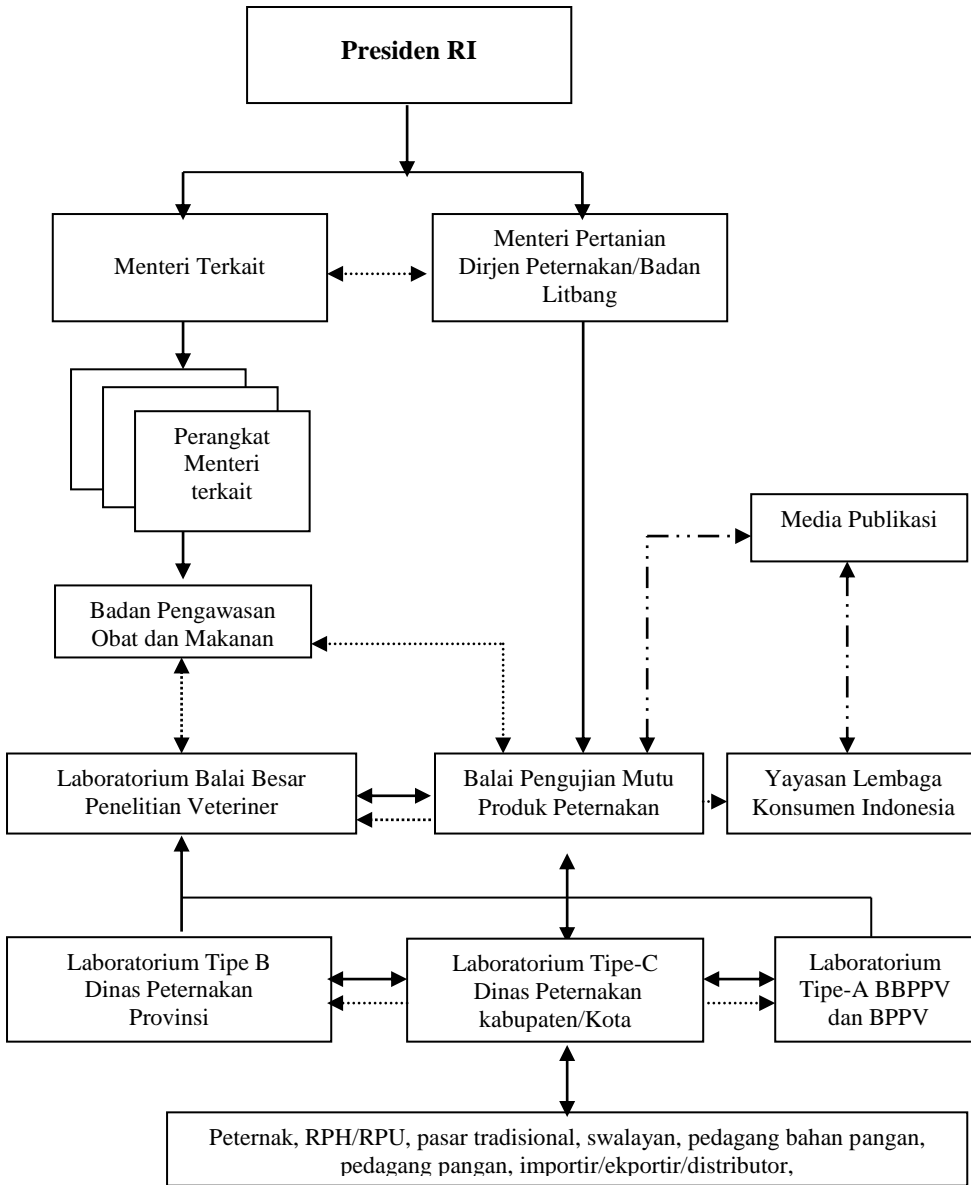 Presiden RI
Menteri Terkait
Menteri Pertanian
Dirjen Peternakan/Badan
Litbang
Perangkat
Menteri
terkait
Media Publikasi
Badan Pengawasan
Obat dan Makanan
Laboratorium Balai Besar
Penelitian Veteriner
Balai Pengujian Mutu
Produk Peternakan
Yayasan Lembaga
Konsumen Indonesia
Laboratorium Tipe B
Dinas Peternakan
Provinsi
Laboratorium Tipe-C
Dinas Peternakan
kabupaten/Kota
Laboratorium
Tipe-A BBPPV
dan BPPV
Peternak, RPH/RPU, pasar tradisional, swalayan, pedagang bahan pangan,
pedagang pangan, importir/ekportir/distributor,